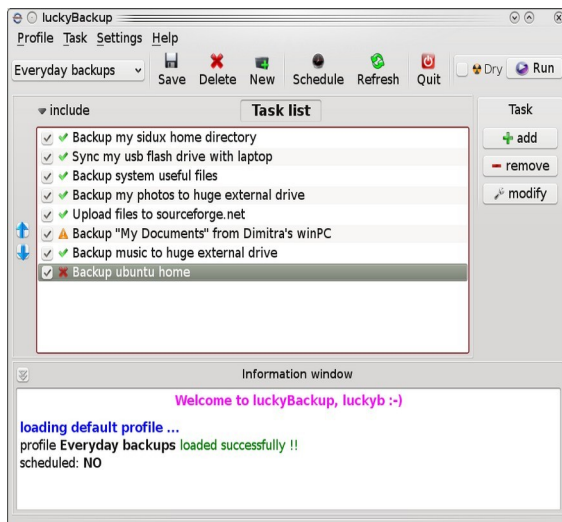 luckyBackup
Profile Task Settings Help
Everyday backups Save Delete New Schedule Refresh Quit Dry Run
include Task list Task
Backup my sidux home directory
Sync my usb flash drive with laptop
Backup system useful files
Backup my photos to huge external drive
Upload files to sourceforge.net
Backup "My Documents" from Dimitra's winPC
Backup music to huge external drive
Backup ubuntu home
add
remove
modify
Information window
Welcome to luckyBackup, luckyb :-)
loading default profile ...
profile Everyday backups loaded successfully !!
scheduled: NO